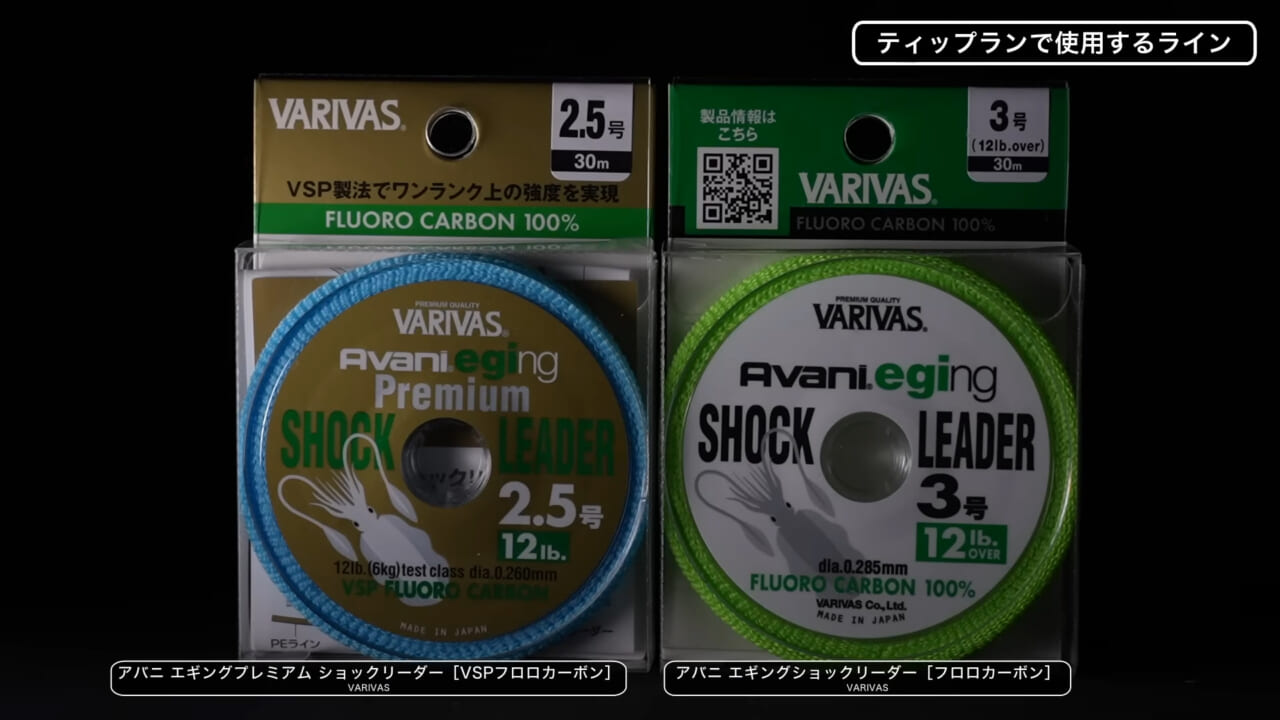 ティップランで使用するライン
VARIVAS®
2.5号
30m
VSP製法でワンランク上の強度を実現
FLUORO CARBON 100%
PREMIUM QUALITY
VARIVAS®
Avani®eging
Premium
SHOCK LEADER
2.5号
12lb.
12lb.(6kg)test class dia.0.260mm
VSP FLUORO CARBON
MADE IN JAPAN
PEライン
製品情報は
こちら
3号
(12lb.over)
30m
VARIVAS®
FLUORO CARBON 100%
PREMIUM QUALITY
VARIVAS®
Avani®eging
SHOCK LEADER
3号
12lb.
OVER
dia.0.285mm
FLUORO CARBON 100%
VARIVAS Co.,Ltd.
MADE IN JAPAN
アバニ エギングプレミアム ショックリーダー［VSPフロロカーボン］
VARIVAS
アバニ エギングショックリーダー［フロロカーボン］
VARIVAS